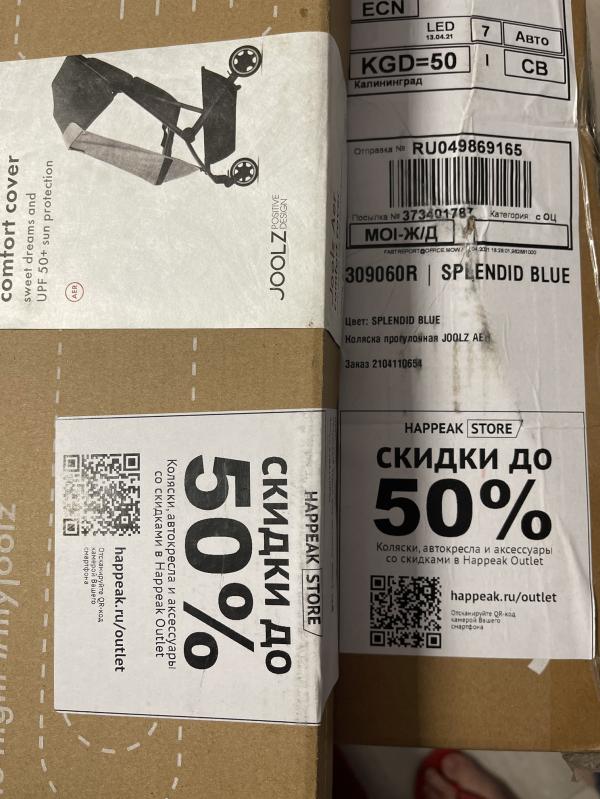 comfort cover
sweet dreams and
UPF 50+ sun protection
AER
JOOLZ POSITIVE
DESIGN
HAPPEAK STORE
СКИДКИ ДО
50%
Коляски, автокресла и аксессуары
со скидками в Happeak Outlet
happeak.ru/outlet
Отсканируйте QR-код
камерой Вашего
смартфона
ECN
LED
13.04.21
7
Авто
KGD=50
I
СВ
Калининград
Отправка № RU049869165
Посылка № 373401787 Категория: с ОЦ
МОI-Ж/Д
309060R | SPLENDID BLUE
Цвет: SPLENDID BLUE
Коляска прогулочная JOOLZ AER
Заказ 2104110654
HAPPEAK STORE
СКИДКИ ДО
50%
Коляски, автокресла и аксессуары
со скидками в Happeak Outlet
happeak.ru/outlet
Отсканируйте QR-код
камерой Вашего
смартфона